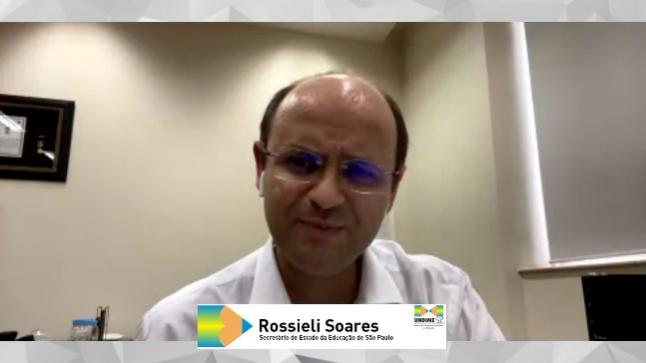 Rossieli Soares
Secretário de Estado da Educação de São Paulo
UNDIME